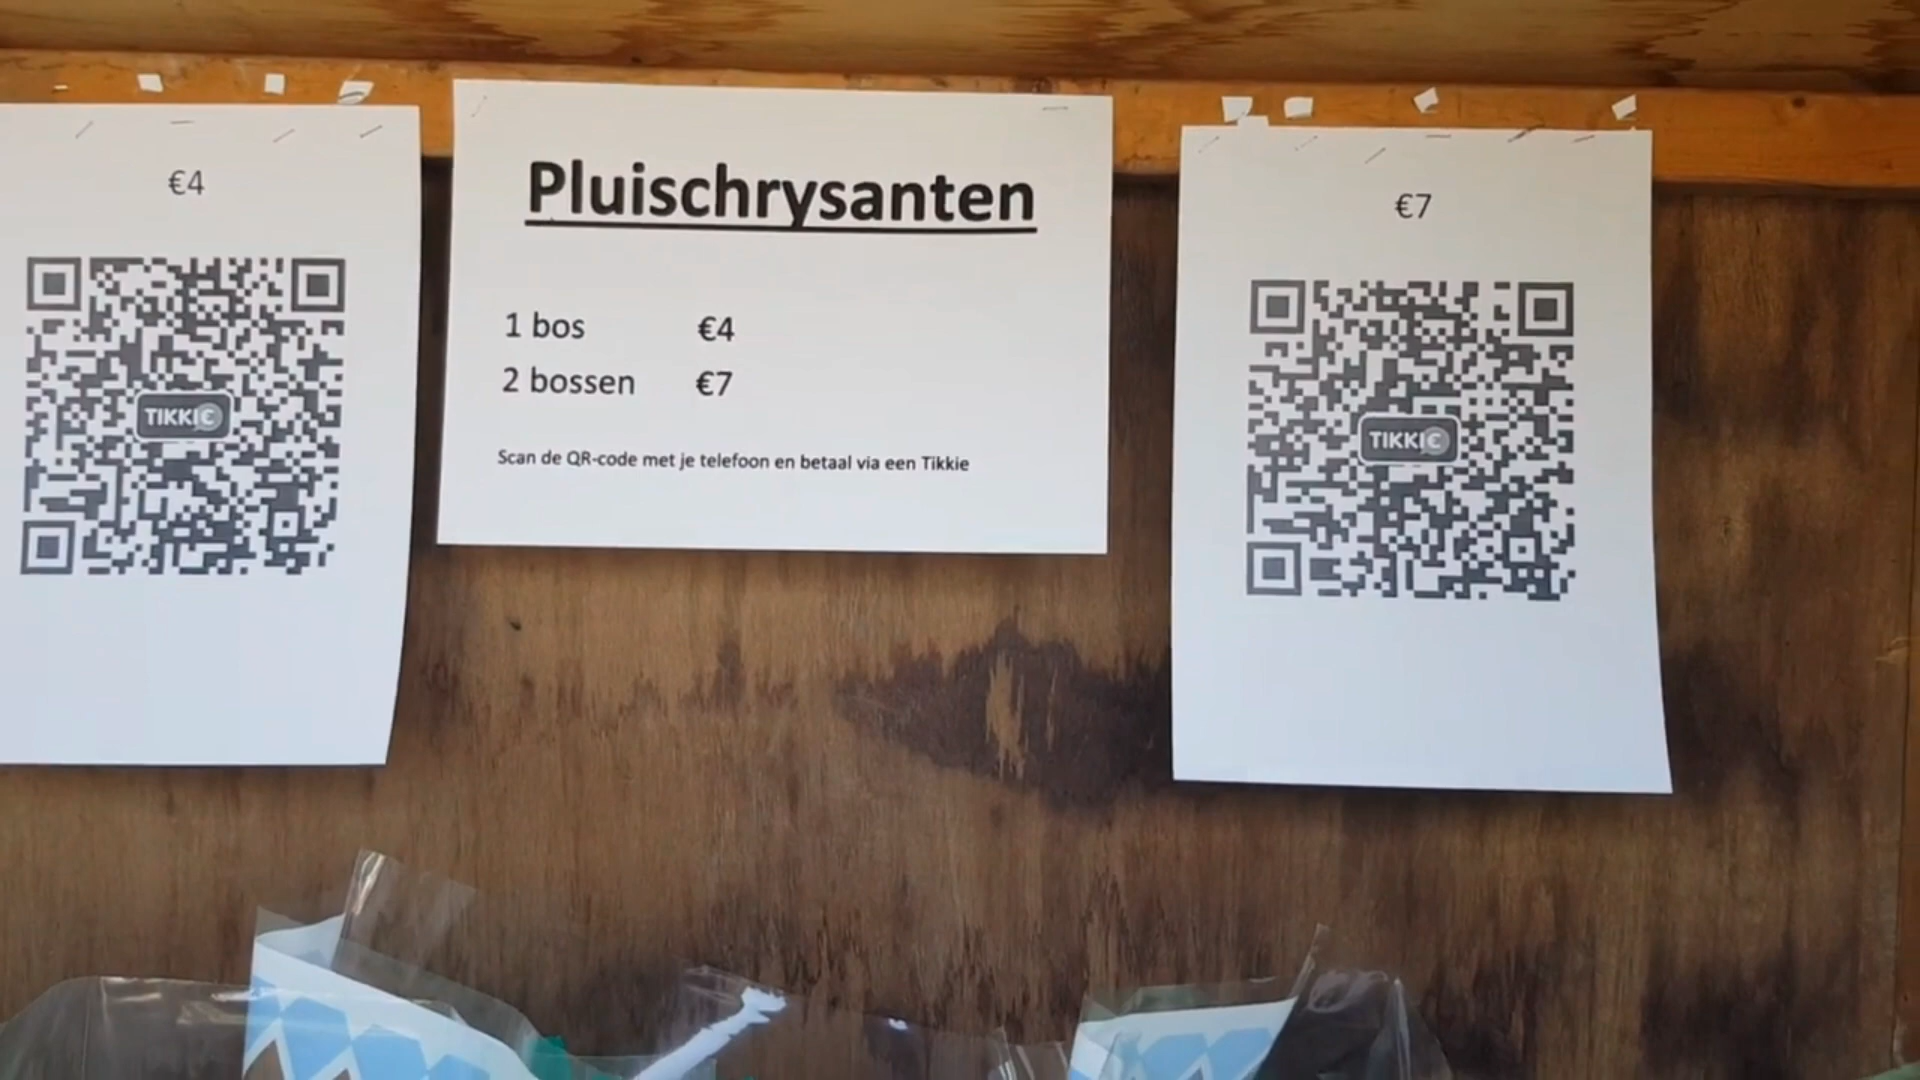 €4
TIKKIE
Pluischrysanten
1 bos €4
2 bossen €7
Scan de QR-code met je telefoon en betaal via een Tikkie
€7
TIKKIE